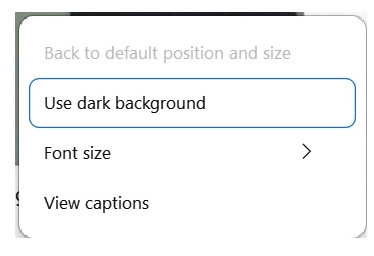 Back to default position and size
Use dark background
Font size
View captions